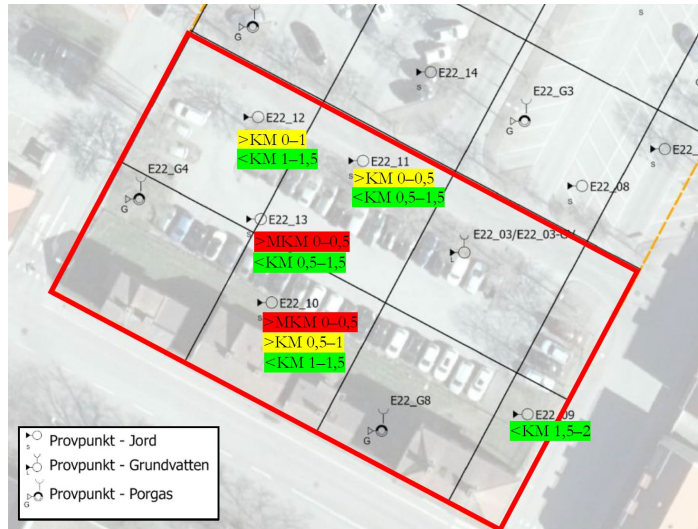 G
E22_14
S
E22_G3
G
E22_12
S
>KM 0–1
<KM 1–1,5
E22_11
S
>KM 0–0,5
<KM 0,5–1,5
E22_
S
E22_08
S
E22_G4
G
E22_13
S
>MKM 0–0,5
<KM 0,5–1,5
E22_03/E22_03-GV
L
E22_10
S
>MKM 0–0,5
>KM 0,5–1
<KM 1–1,5
E22_G8
G
E22_09
<KM 1,5–2
S
Provpunkt - Jord
S
Provpunkt - Grundvatten
L
Provpunkt - Porgas
G